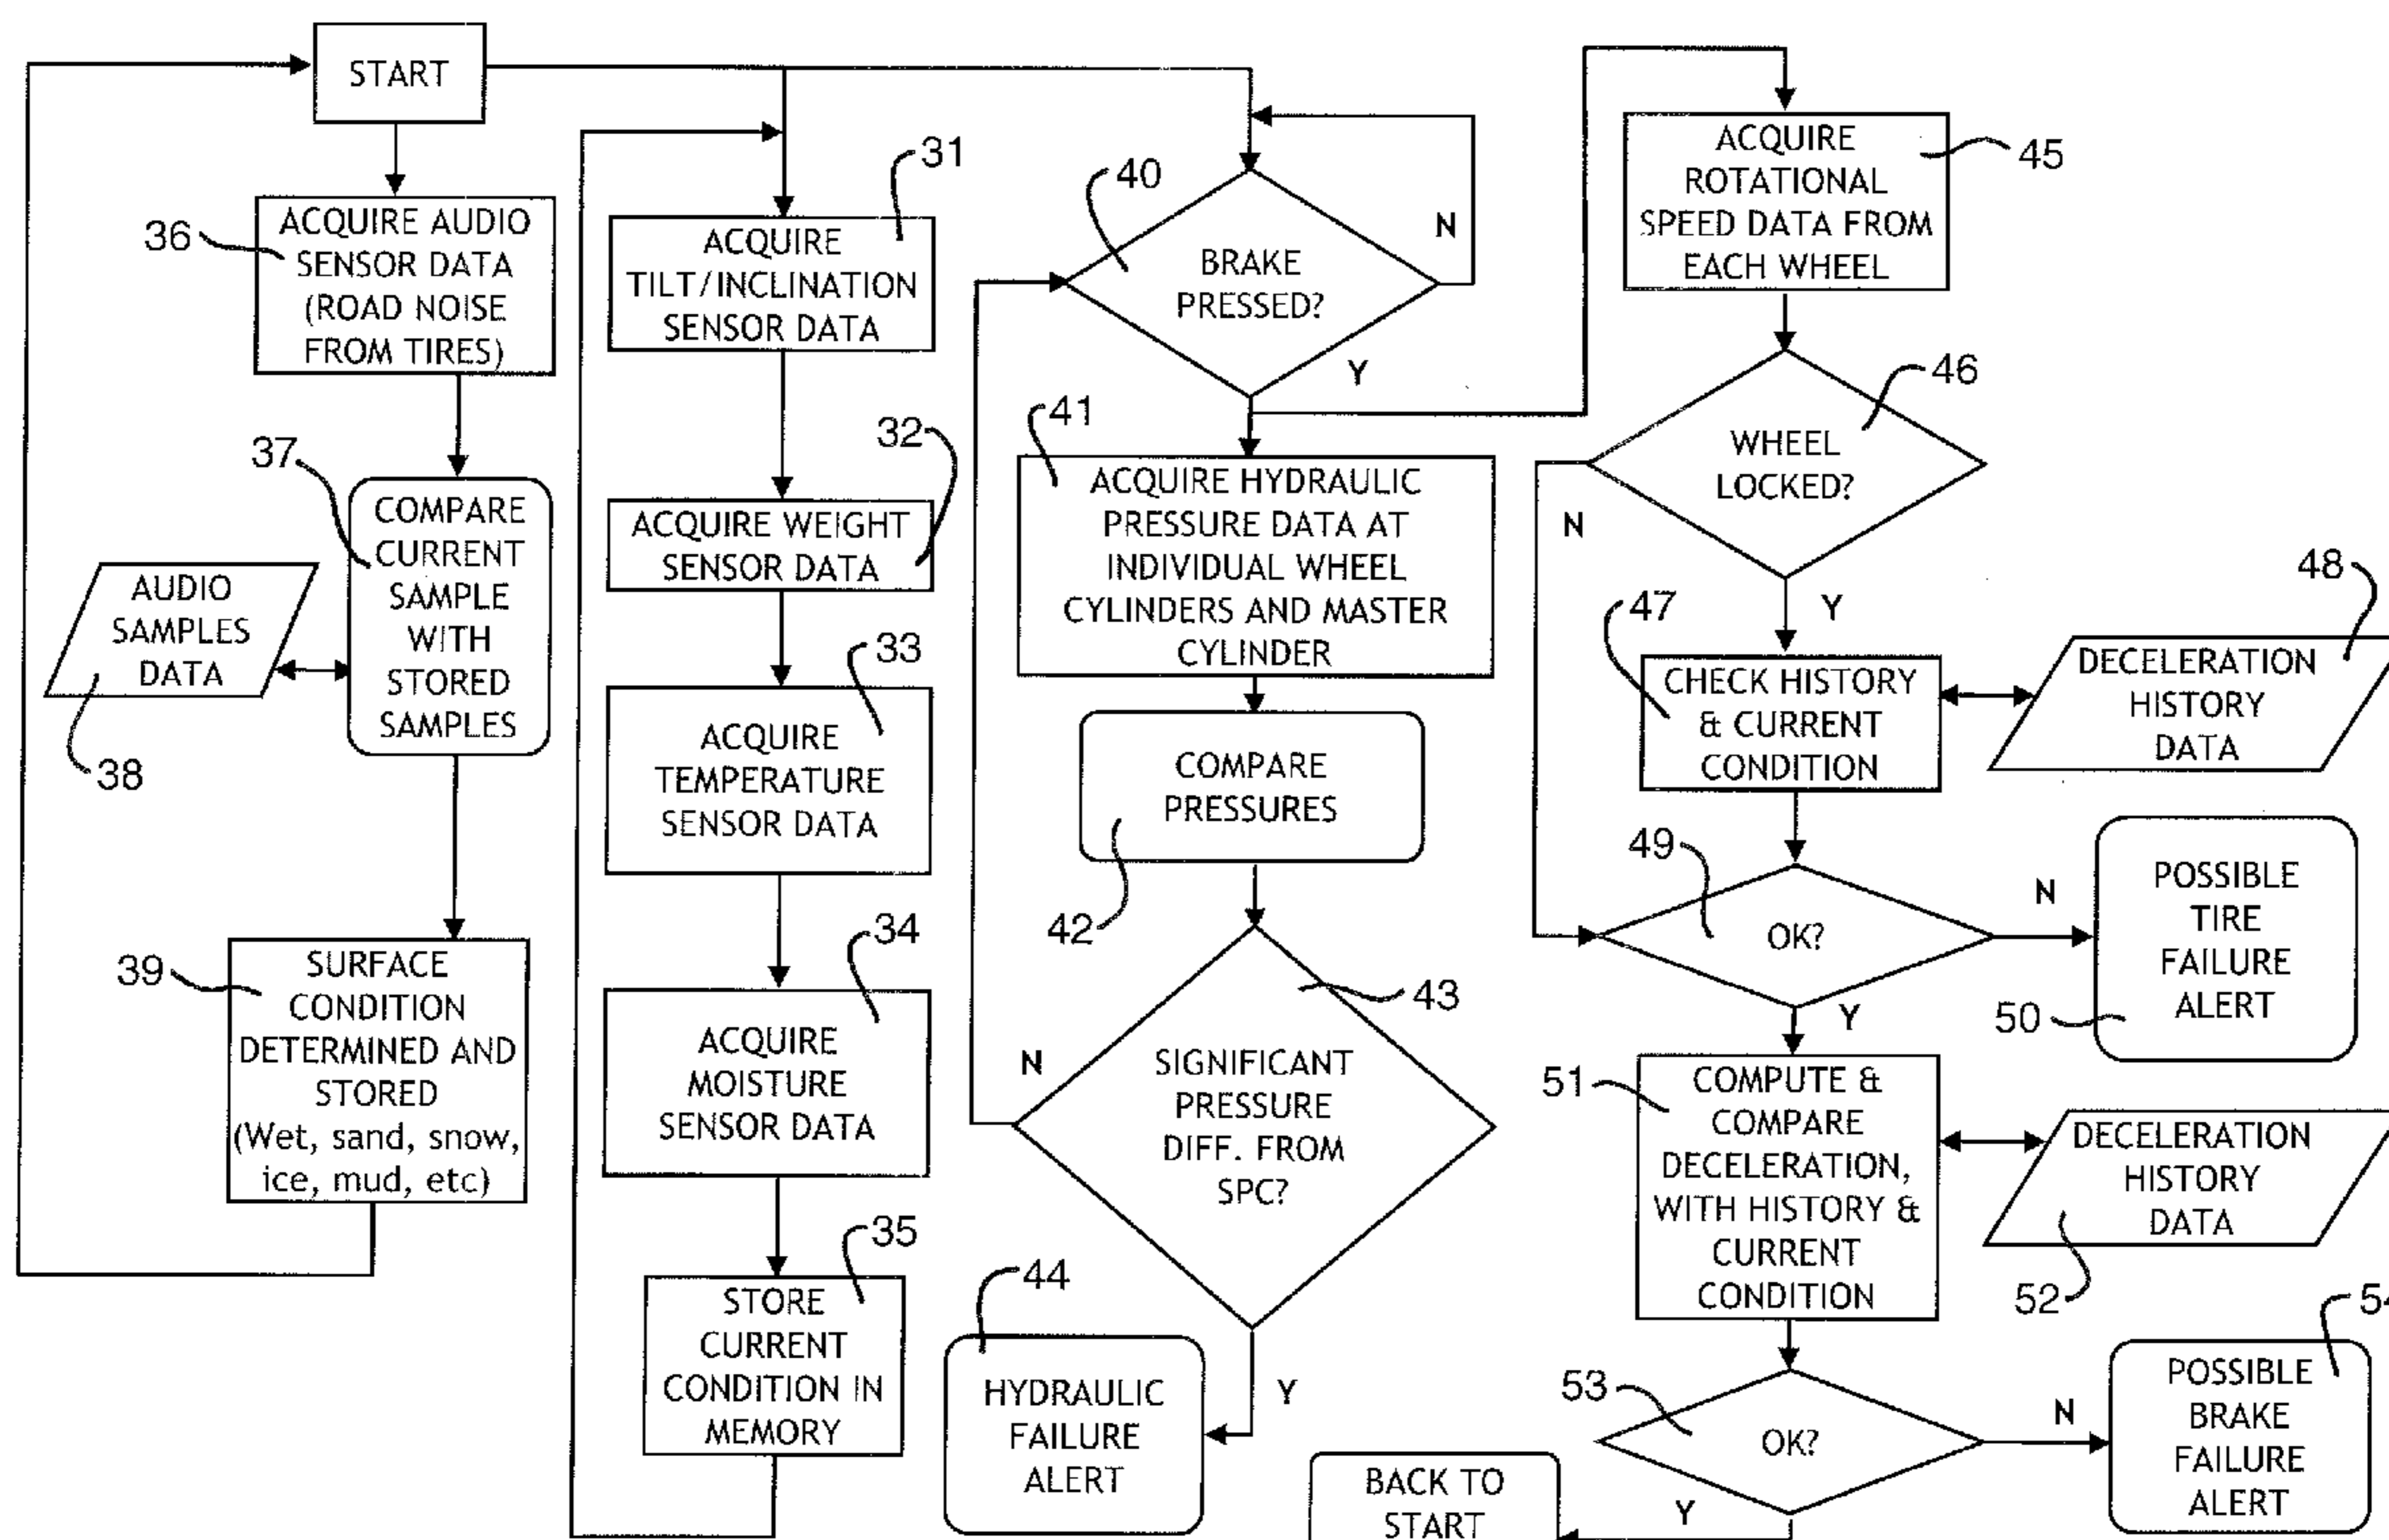 START
36
ACQUIRE AUDIO
SENSOR DATA
(ROAD NOISE
FROM TIRES)
37
COMPARE
CURRENT
SAMPLE
WITH
STORED
SAMPLES
AUDIO
SAMPLES
DATA
38
39
SURFACE
CONDITION
DETERMINED AND
STORED
(Wet, sand, snow,
ice, mud, etc)
31
ACQUIRE
TILT/INCLINATION
SENSOR DATA
32
ACQUIRE WEIGHT
SENSOR DATA
33
ACQUIRE
TEMPERATURE
SENSOR DATA
34
ACQUIRE
MOISTURE
SENSOR DATA
35
STORE
CURRENT
CONDITION IN
MEMORY
40
BRAKE
PRESSED?
N
Y
41
ACQUIRE HYDRAULIC
PRESSURE DATA AT
INDIVIDUAL WHEEL
CYLINDERS AND MASTER
CYLINDER
COMPARE
PRESSURES
42
43
SIGNIFICANT
PRESSURE
DIFF. FROM
SPC?
N
Y
44
HYDRAULIC
FAILURE
ALERT
45
ACQUIRE
ROTATIONAL
SPEED DATA FROM
EACH WHEEL
46
WHEEL
LOCKED?
N
Y
47
CHECK HISTORY
& CURRENT
CONDITION
48
DECELERATION
HISTORY
DATA
49
OK?
N
Y
POSSIBLE
TIRE
FAILURE
ALERT
50
51
COMPUTE &
COMPARE
DECELERATION,
WITH HISTORY &
CURRENT
CONDITION
DECELERATION
HISTORY
DATA
52
53
OK?
N
Y
54
POSSIBLE
BRAKE
FAILURE
ALERT
BACK TO
START